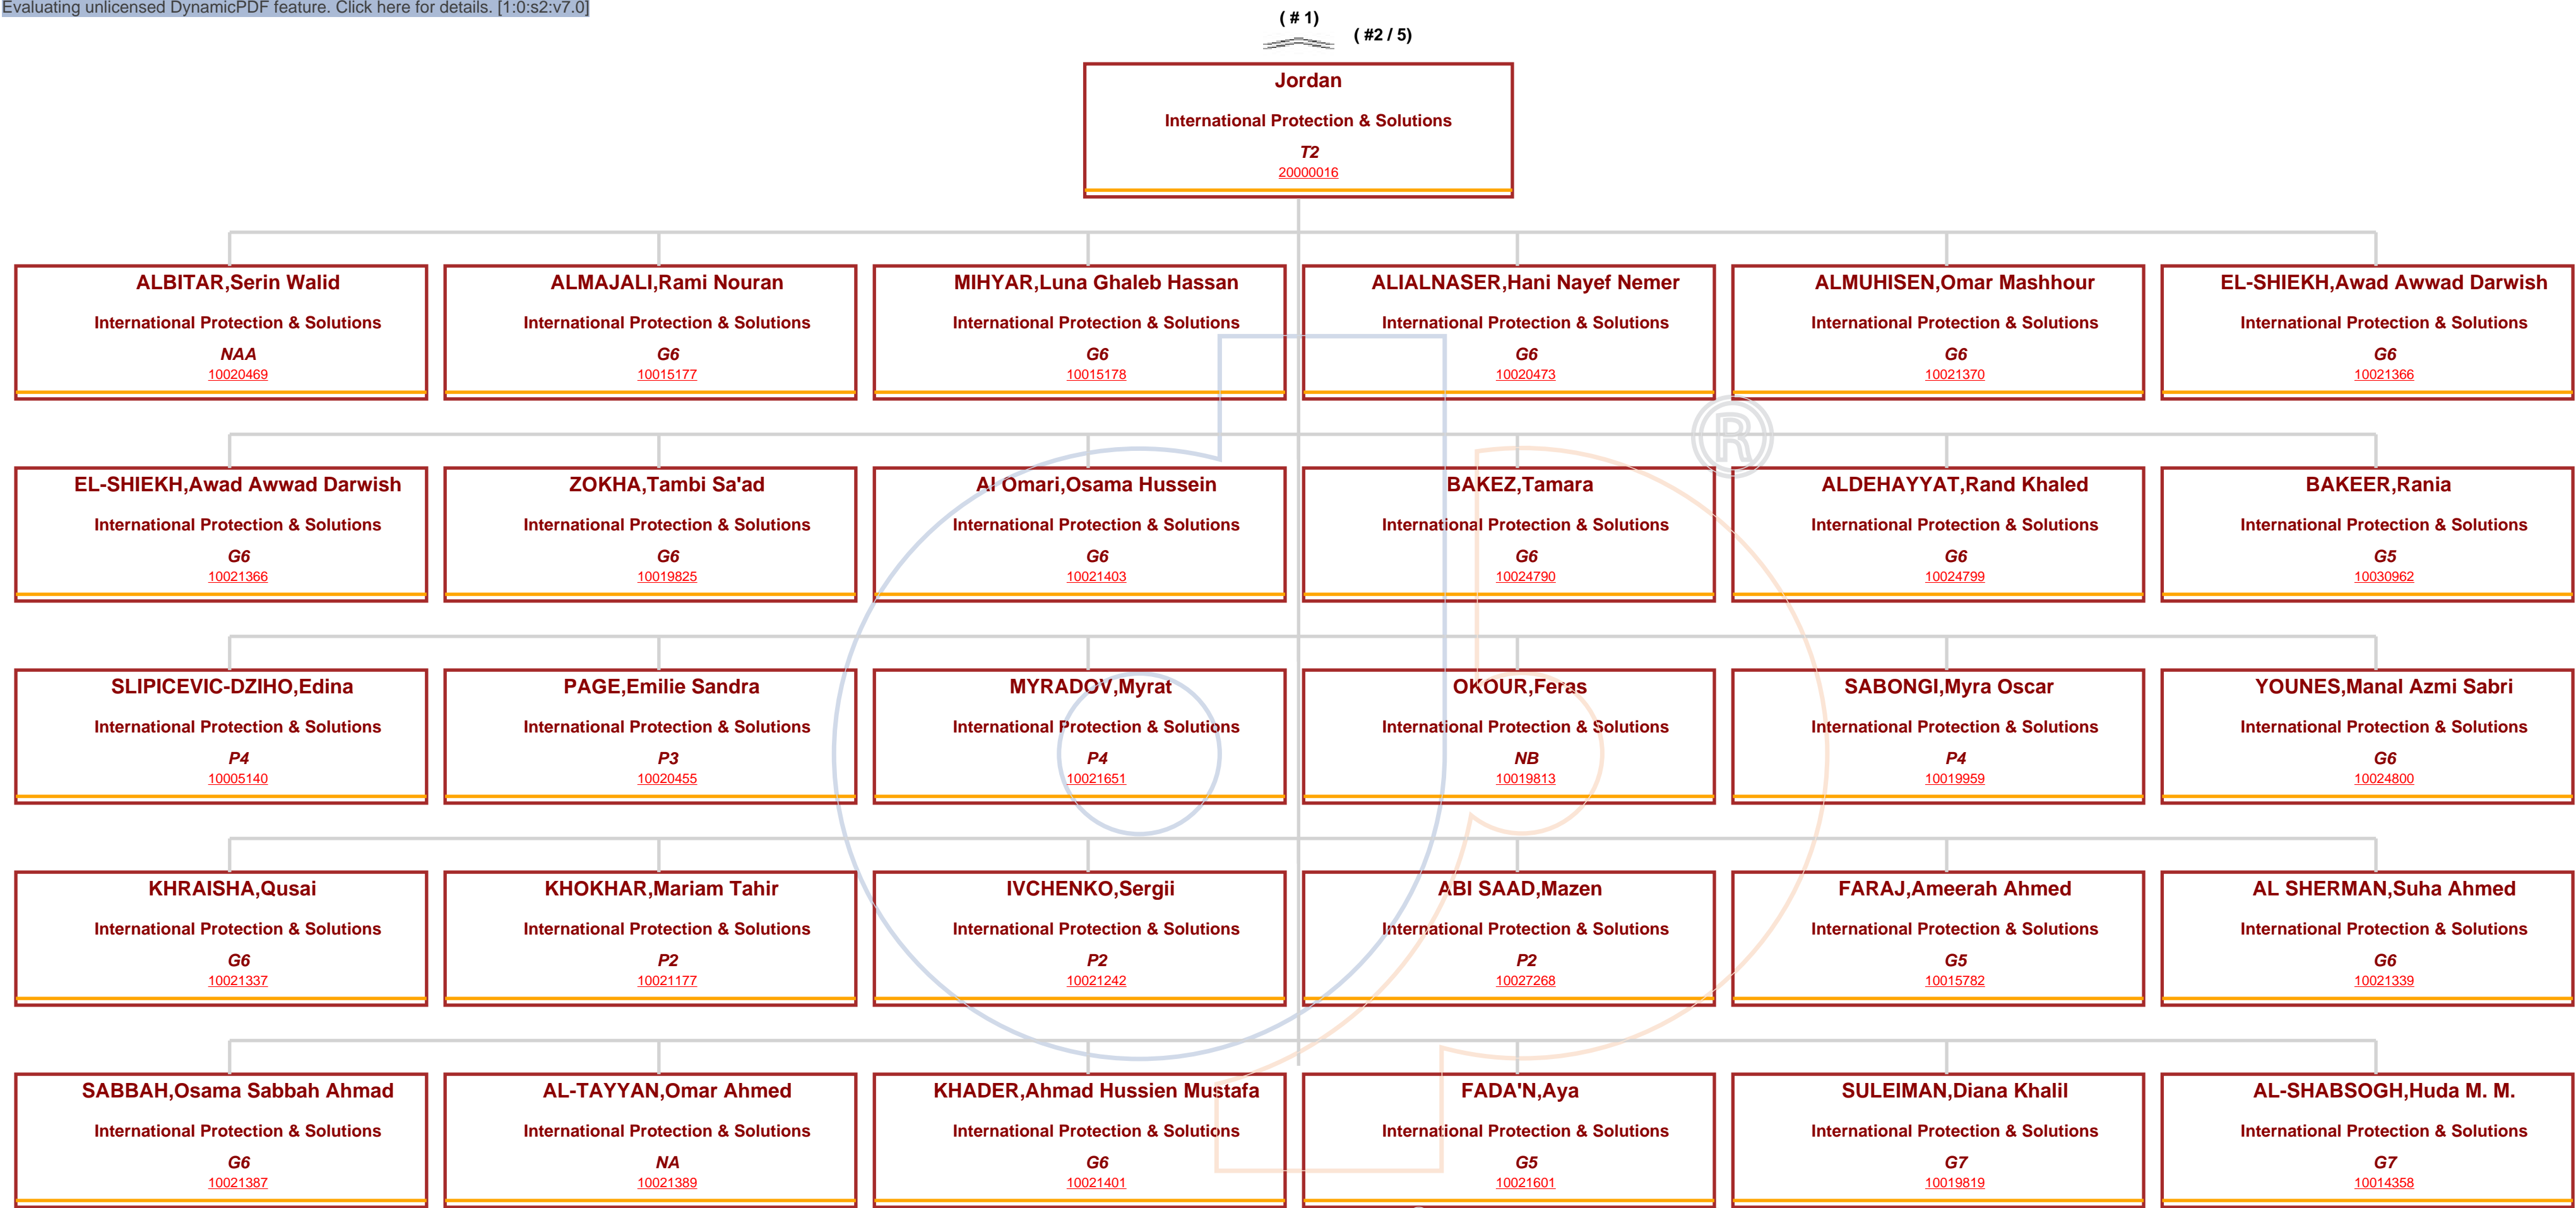 Evaluating unlicensed DynamicPDF feature. Click here for details. [1:0:s2:v7.0]
( # 1)
( #2 / 5)
Jordan
International Protection & Solutions
T2
20000016
ALBITAR,Serin Walid
International Protection & Solutions
NAA
10020469
ALMAJALI,Rami Nouran
International Protection & Solutions
G6
10015177
MIHYAR,Luna Ghaleb Hassan
International Protection & Solutions
G6
10015178
ALIALNASER,Hani Nayef Nemer
International Protection & Solutions
G6
10020473
ALMUHISEN,Omar Mashhour
International Protection & Solutions
G6
10021370
EL-SHIEKH,Awad Awwad Darwish
International Protection & Solutions
G6
10021366
EL-SHIEKH,Awad Awwad Darwish
International Protection & Solutions
G6
10021366
ZOKHA,Tambi Sa'ad
International Protection & Solutions
G6
10019825
Al Omari,Osama Hussein
International Protection & Solutions
G6
10021403
BAKEZ,Tamara
International Protection & Solutions
G6
10024790
ALDEHAYYAT,Rand Khaled
International Protection & Solutions
G6
10024799
BAKEER,Rania
International Protection & Solutions
G5
10030962
SLIPICEVIC-DZIHO,Edina
International Protection & Solutions
P4
10005140
PAGE,Emilie Sandra
International Protection & Solutions
P3
10020455
MYRADOV,Myrat
International Protection & Solutions
P4
10021651
OKOUR,Feras
International Protection & Solutions
NB
10019813
SABONGI,Myra Oscar
International Protection & Solutions
P4
10019959
YOUNES,Manal Azmi Sabri
International Protection & Solutions
G6
10024800
KHRAISHA,Qusai
International Protection & Solutions
G6
10021337
KHOKHAR,Mariam Tahir
International Protection & Solutions
P2
10021177
IVCHENKO,Sergii
International Protection & Solutions
P2
10021242
ABI SAAD,Mazen
International Protection & Solutions
P2
10027268
FARAJ,Ameerah Ahmed
International Protection & Solutions
G5
10015782
AL SHERMAN,Suha Ahmed
International Protection & Solutions
G6
10021339
SABBAH,Osama Sabbah Ahmad
International Protection & Solutions
G6
10021387
AL-TAYYAN,Omar Ahmed
International Protection & Solutions
NA
10021389
KHADER,Ahmad Hussien Mustafa
International Protection & Solutions
G6
10021401
FADA'N,Aya
International Protection & Solutions
G5
10021601
SULEIMAN,Diana Khalil
International Protection & Solutions
G7
10019819
AL-SHABSOGH,Huda M. M.
International Protection & Solutions
G7
10014358
®